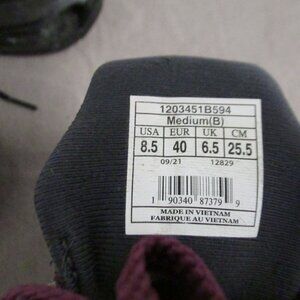 1203451B594
Medium(B)
USA EUR UK CM
8.5 40 6.5 25.5
09/21 12829
1 90340 87379 9
MADE IN VIETNAM
FABRIQUE AU VIETNAM